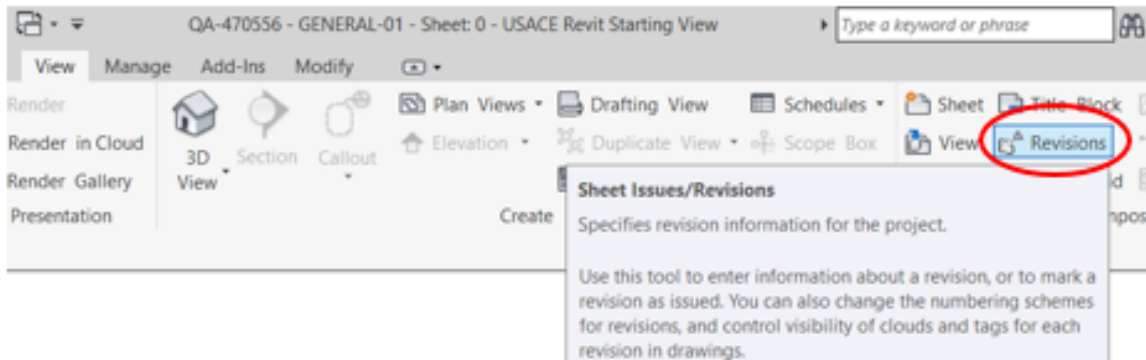 QA-470556 - GENERAL-01 - Sheet: 0 - USACE Revit Starting View Type a keyword or phrase
View Manage Add-Ins Modify
Render Plan Views Drafting View Schedules Sheet Title Block
Render in Cloud 3D View Section Callout Elevation Duplicate View Scope Box View Revisions
Render Gallery
Presentation Create
Sheet Issues/Revisions
Specifies revision information for the project.
Use this tool to enter information about a revision, or to mark a
revision as issued. You can also change the numbering schemes
for revisions, and control visibility of clouds and tags for each
revision in drawings.